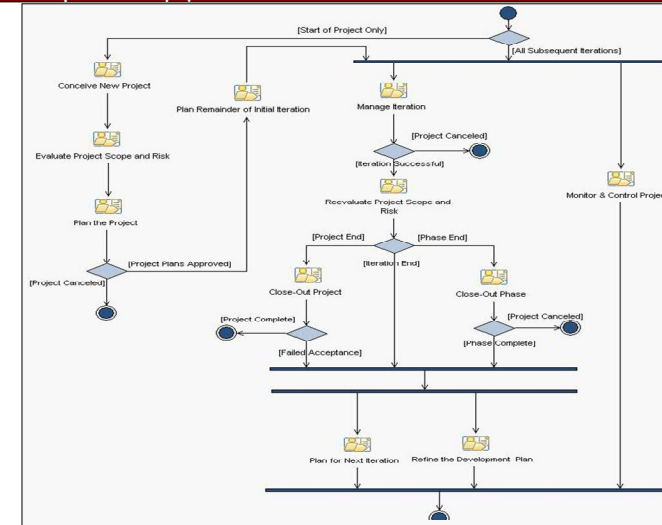 [Start of Project Only]
[All Subsequent Iterations]
Conceive New Project
Plan Remainder of Initial Iteration
Manage Iteration
[Project Canceled]
[Iteration Successful]
Evaluate Project Scope and Risk
Reevaluate Project Scope and
Risk
Monitor & Control Projec
Plan the Project
[Project End]
[Phase End]
[Iteration End]
[Project Plans Approved]
[Project Canceled]
Close-Out Project
Close-Out Phase
[Project Complete]
[Project Canceled]
[Failed Acceptance]
[Phase Complete]
Plan for Next Iteration
Refine the Development Plan